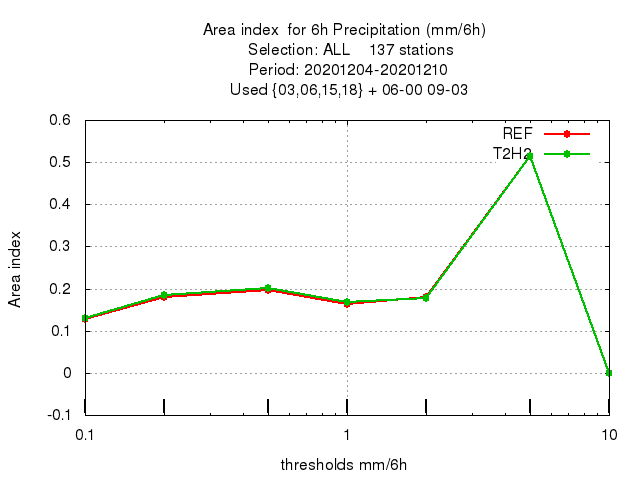 Area index  for 6h Precipitation (mm/6h)
Selection: ALL    137 stations
Period: 20201204-20201210
Used {03,06,15,18} + 06-00 09-03
REF
T2H2
0.6
0.5
0.4
0.3
0.2
0.1
0
-0.1
Area index
0.1
1
10
thresholds mm/6h